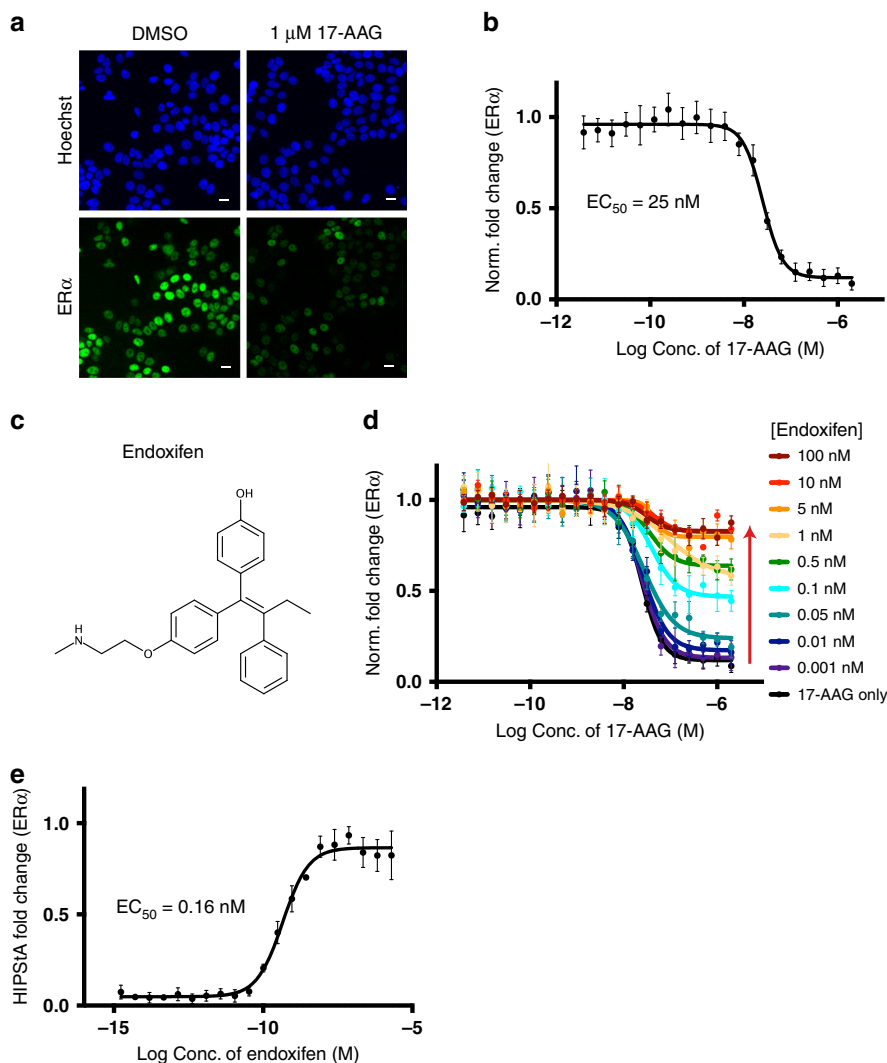 a
DMSO
1 μM 17-AAG
Hoechst
ERα
b
Norm. fold change (ERα)
1.0
0.5
0.0
EC50 = 25 nM
−12
−10
−8
−6
Log Conc. of 17-AAG (M)
c
Endoxifen
OH
H
N
O
d
[Endoxifen]
100 nM
10 nM
5 nM
1 nM
0.5 nM
0.1 nM
0.05 nM
0.01 nM
0.001 nM
17-AAG only
Norm. fold change (ERα)
1.0
0.5
0.0
−12
−10
−8
−6
Log Conc. of 17-AAG (M)
e
HIPStA fold change (ERα)
1.0
0.5
0.0
EC50 = 0.16 nM
−15
−10
−5
Log Conc. of endoxifen (M)